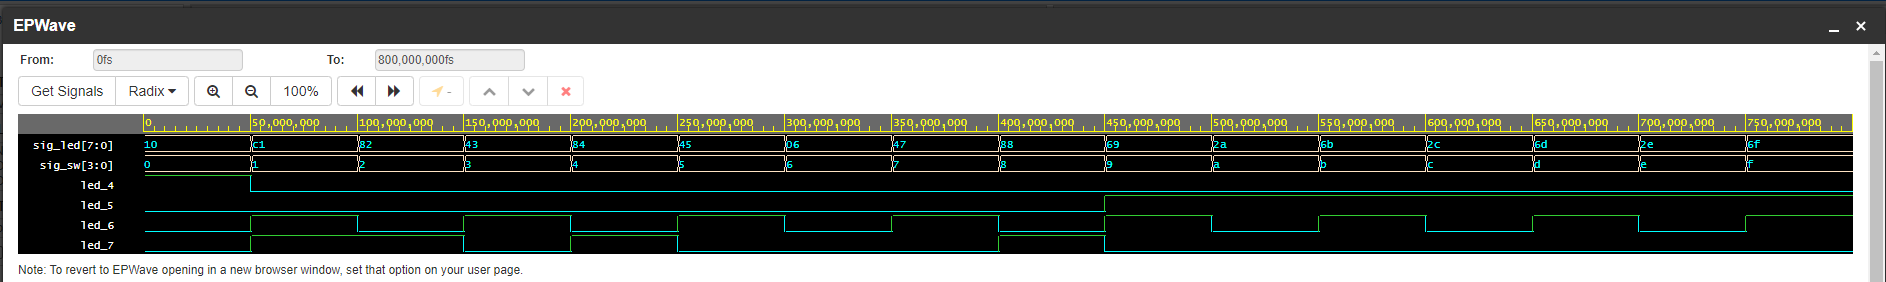 EPWave
From: 0fs To: 800,000,000fs
Get Signals Radix 100% -
0 50,000,000 100,000,000 150,000,000 200,000,000 250,000,000 300,000,000 350,000,000 400,000,000 450,000,000 500,000,000 550,000,000 600,000,000 650,000,000 700,000,000 750,000,000
sig_led[7:0] 10 c1 82 43 84 45 06 47 88 69 2a 6b 2c 6d 2e 6f
sig_sw[3:0] 0 1 2 3 4 5 6 7 8 9 a b c d e f
led_4
led_5
led_6
led_7
Note: To revert to EPWave opening in a new browser window, set that option on your user page.